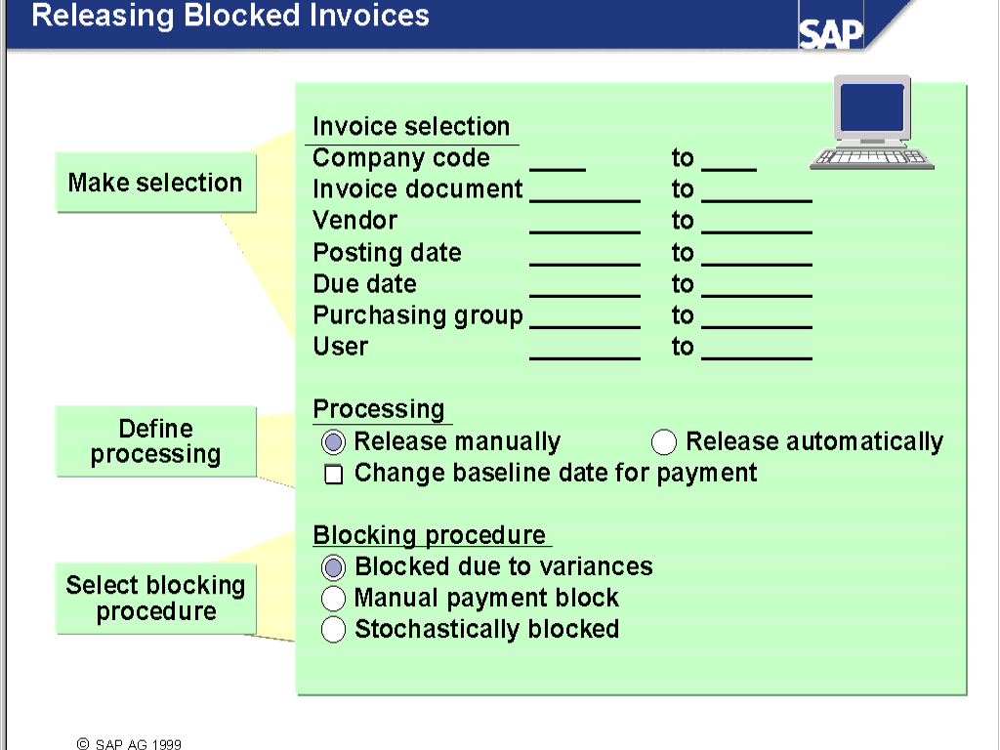 Releasing Blocked Invoices
SAP
Invoice selection
Make selection
Company code ____ to ____
Invoice document ________ to ________
Vendor ________ to ________
Posting date ________ to ________
Due date ________ to ________
Purchasing group ________ to ________
User ________ to ________
Define
processing
Processing
Release manually Release automatically
Change baseline date for payment
Select blocking
procedure
Blocking procedure
Blocked due to variances
Manual payment block
Stochastically blocked
© SAP AG 1999